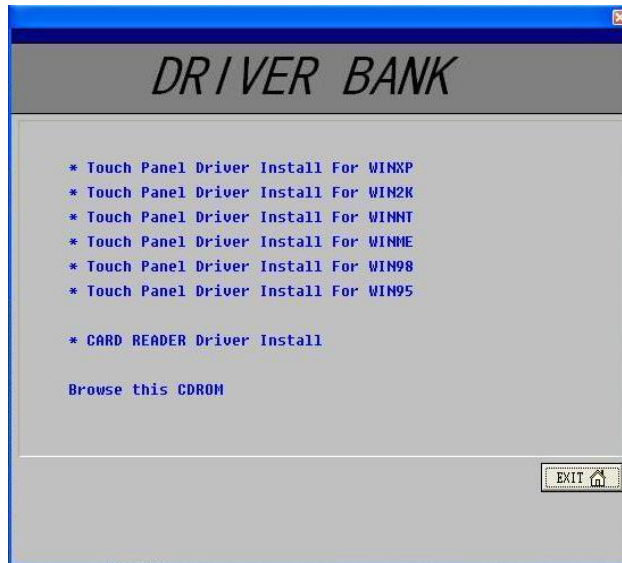 DRIVER BANK
* Touch Panel Driver Install For WINXP
* Touch Panel Driver Install For WIN2K
* Touch Panel Driver Install For WINNT
* Touch Panel Driver Install For WINME
* Touch Panel Driver Install For WIN98
* Touch Panel Driver Install For WIN95
* CARD READER Driver Install
Browse this CDROM
EXIT